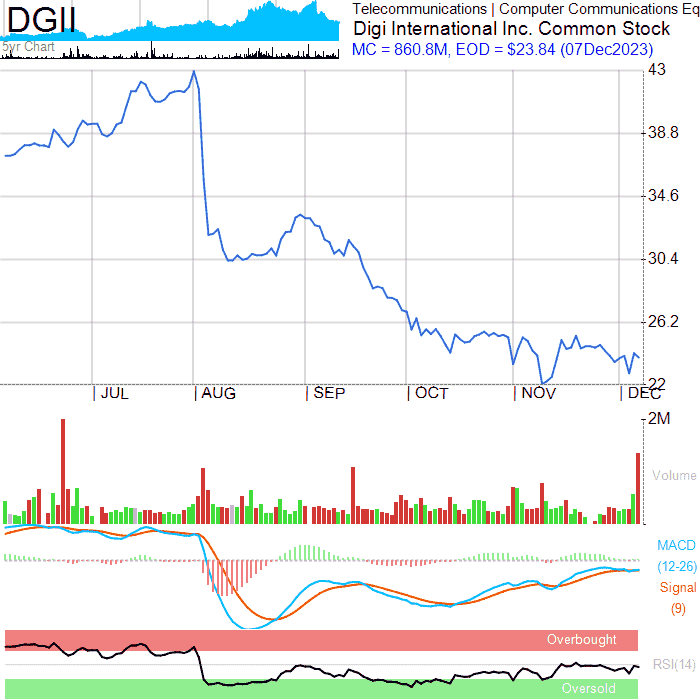 DGII
5yr Chart
Telecommunications | Computer Communications Eq
Digi International Inc. Common Stock
MC = 860.8M, EOD = $23.84 (07Dec2023)
43
38.8
34.6
30.4
26.2
22
JUL AUG SEP OCT NOV DEC
2M
Volume
MACD
(12-26)
Signal
(9)
Overbought
RSI(14)
Oversold